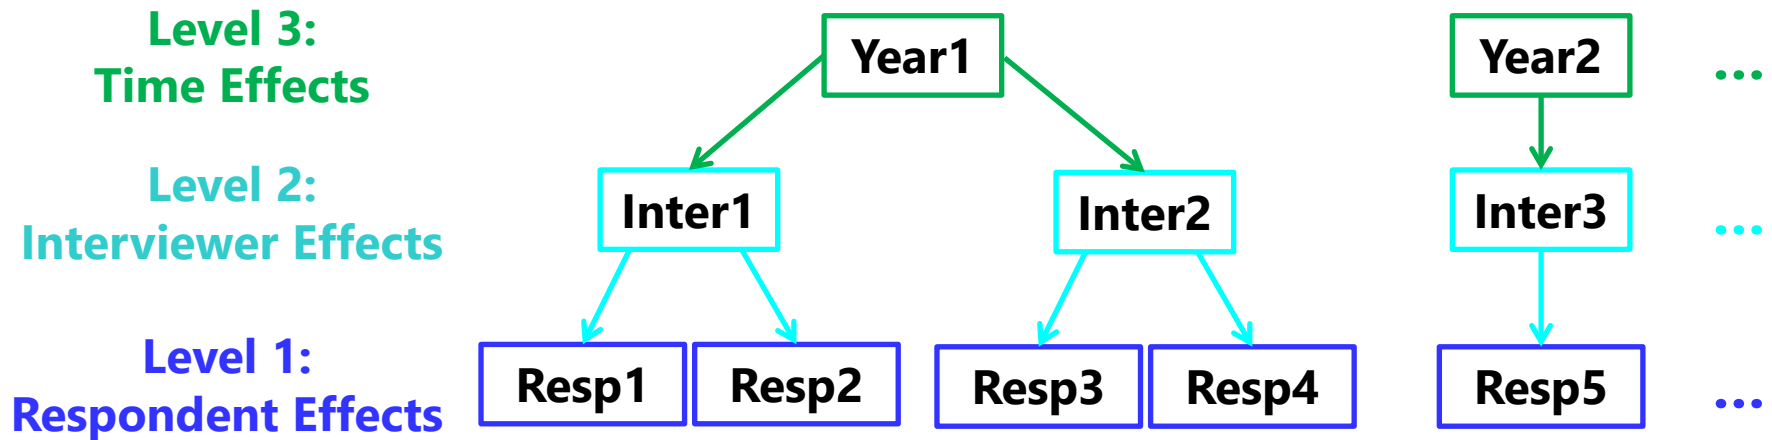 Level 3:
Time Effects
Year1
Year2
...
Level 2:
Interviewer Effects
Inter1
Inter2
Inter3
...
Level 1:
Respondent Effects
Resp1
Resp2
Resp3
Resp4
Resp5
...